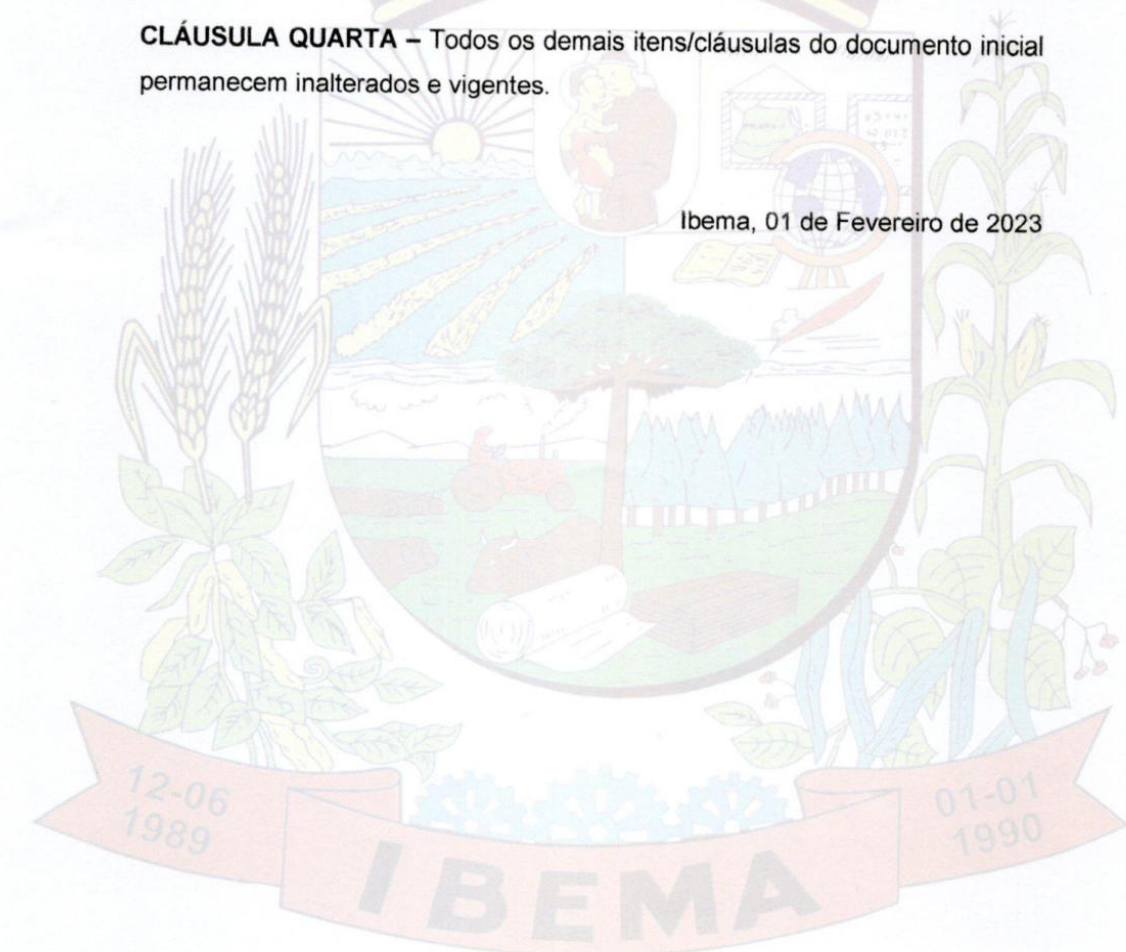 CLÁUSULA QUARTA – Todos os demais itens/cláusulas do documento inicial
permanecem inalterados e vigentes.
Ibema, 01 de Fevereiro de 2023
12-06
1989
01-01
1990
IBEMA